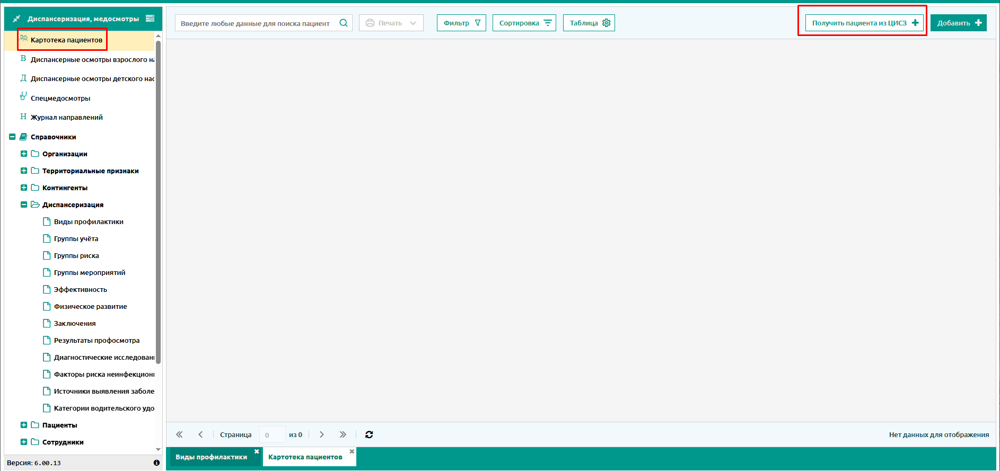 Диспансеризация, медосмотры
Картотека пациентов
В Диспансерные осмотры взрослого на
Д Диспансерные осмотры детского нас
Спецмедосмотры
Н Журнал направлений
Справочники
Организации
Территориальные признаки
Контингенты
Диспансеризация
Виды профилактики
Группы учёта
Группы риска
Группы мероприятий
Эффективность
Физическое развитие
Заключения
Результаты профосмотра
Диагностические исследован
Факторы риска неинфекцион
Источники выявления заболе
Категории водительского удо
Пациенты
Сотрудники
Версия: 6.00.13
Введите любые данные для поиска пациент
Печать
Фильтр
Сортировка
Таблица
Получить пациента из ЦИСЗ
Добавить
Страница 0 из 0
Нет данных для отображения
Виды профилактики
Картотека пациентов